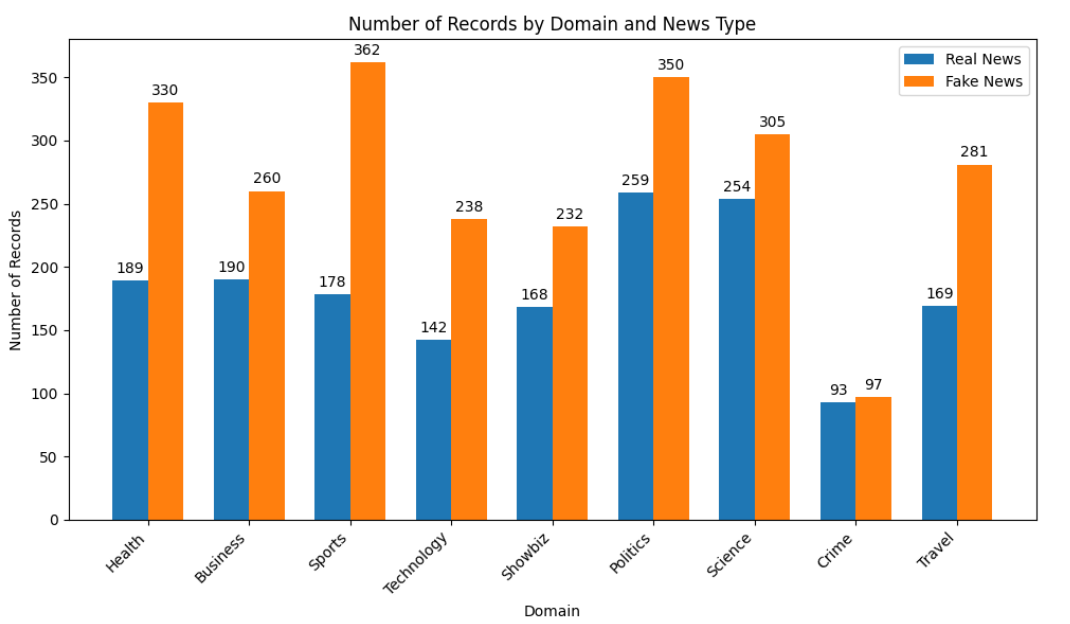 Number of Records by Domain and News Type
Real News
Fake News
Number of Records
350
300
250
200
150
100
50
0
189
330
190
260
178
362
142
238
168
232
259
350
254
305
93
97
169
281
Health
Business
Sports
Technology
Showbiz
Politics
Science
Crime
Travel
Domain